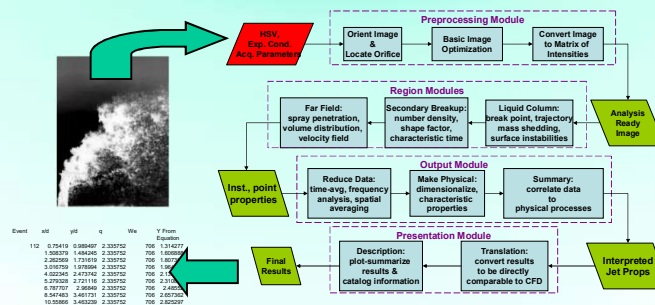 Preprocessing Module
HSV,
Exp. Cond.
Acq. Parameters
Orient Image
&
Locate Orifice
Basic Image
Optimization
Convert Image
to Matrix of
Intensities
Region Modules
Far Field:
spray penetration,
volume distribution,
velocity field
Secondary Breakup:
number density,
shape factor,
characteristic time
Liquid Column:
break point, trajectory
mass shedding,
surface instabilities
Analysis
Ready
Image
Output Module
Inst., point
properties
Reduce Data:
time-avg, frequency
analysis, spatial
averaging
Make Physical:
dimensionalize,
characteristic
properties
Summary:
correlate data
to
physical processes
Presentation Module
Final
Results
Description:
plot-summarize
results &
catalog information
Translation:
convert results
to be directly
comparable to CFD
Interpreted
Jet Props
Event x/d y/d q We Y From
Equation
112 0.75419 0.989497 2.335752 706 1.314277
1.508379 1.484245 2.335752 706 1.606888
2.262569 1.731619 2.335752 706
3.016759 1.978994 2.335752 706
4.022345 2.473742 2.335752 706
5.279328 2.721116 2.335752 706
6.787707 2.96849 2.335752 706
8.547483 3.461731 2.335752 706 2.657362
10.55866 3.463239 2.335752 706 2.825297